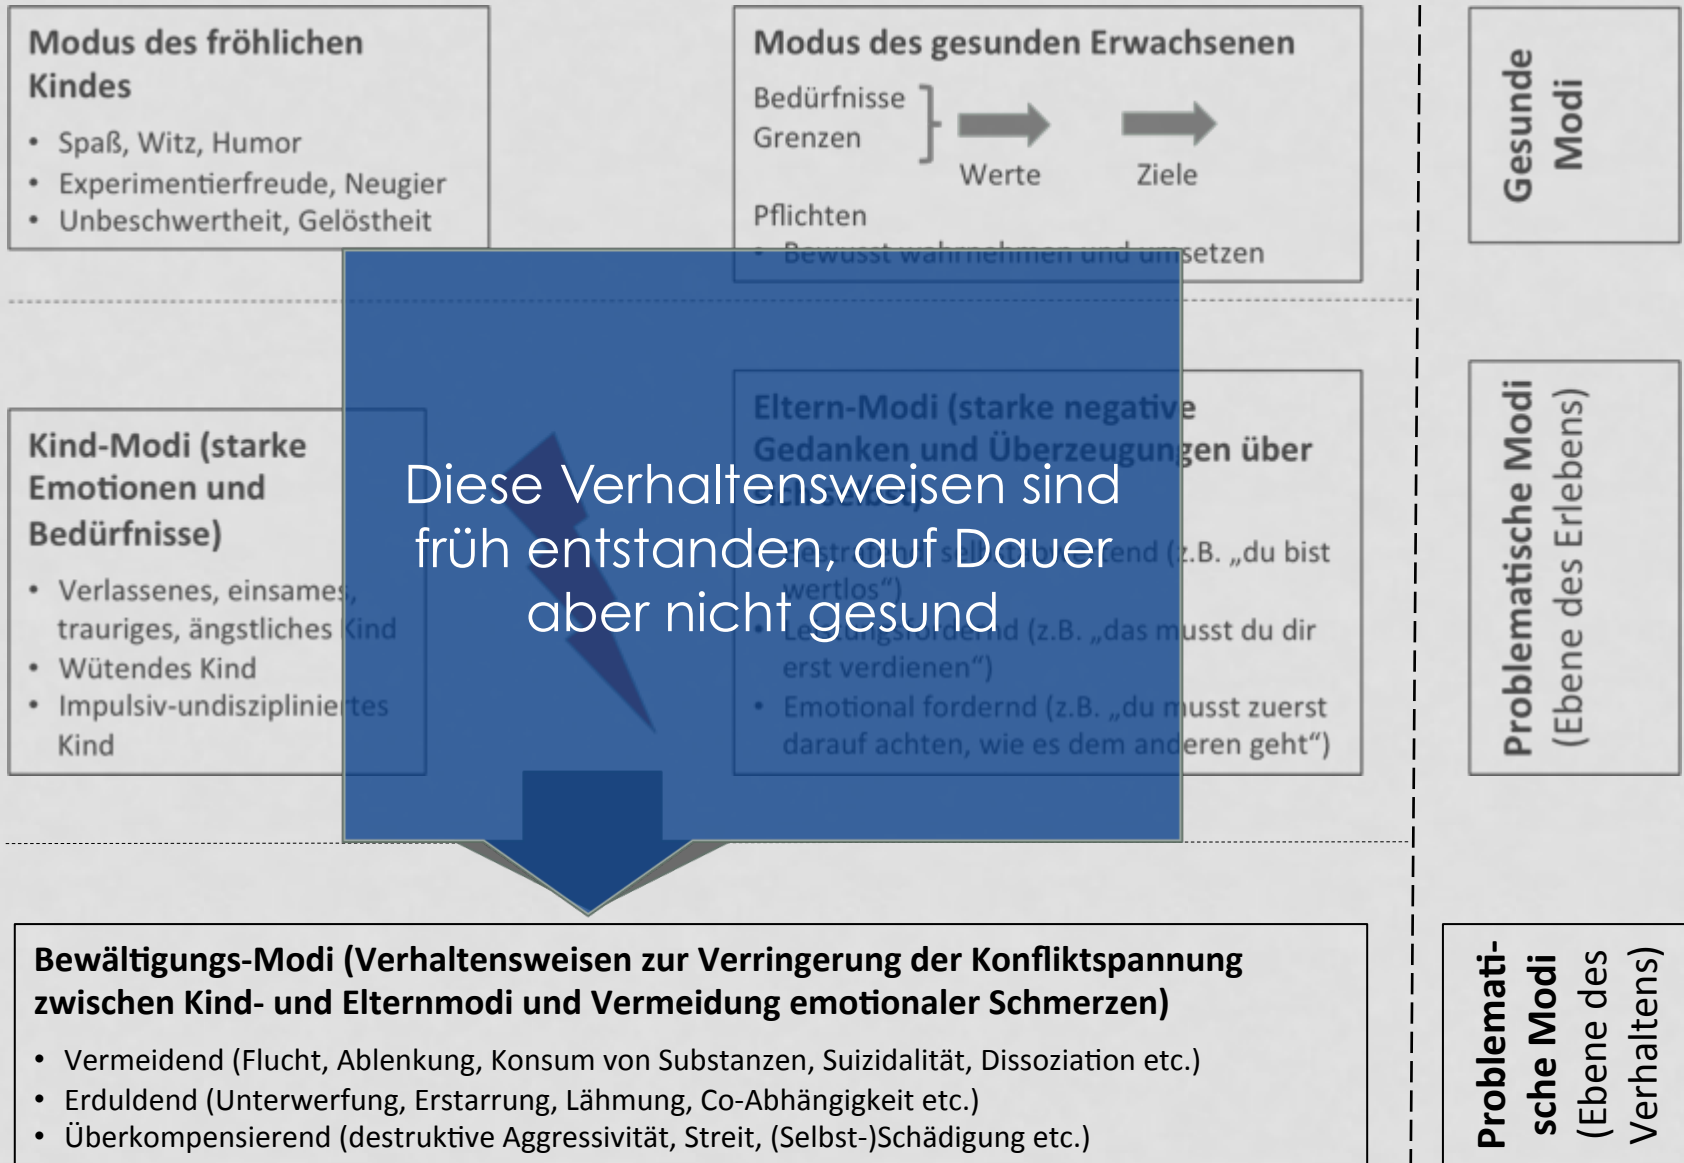 Modus des fröhlichen
Kindes
• Spaß, Witz, Humor
• Experimentierfreude, Neugier
• Unbeschwertheit, Gelöstheit
Modus des gesunden Erwachsenen
Bedürfnisse
Grenzen
Werte
Ziele
Pflichten
• Bewusst wahrnehmen und umsetzen
Gesunde
Modi
Kind-Modi (starke
Emotionen und
Bedürfnisse)
• Verlassenes, einsames,
trauriges, ängstliches Kind
• Wütendes Kind
• Impulsiv-undiszipliniertes
Kind
Diese Verhaltensweisen sind
früh entstanden, auf Dauer
aber nicht gesund
Eltern-Modi (starke negative
Gedanken und Überzeugungen über
sich selbst)
(z.B. „du bist
wertlos“)
• Leistungsfordernd (z.B. „das musst du dir
erst verdienen“)
• Emotional fordernd (z.B. „du musst zuerst
darauf achten, wie es dem anderen geht“)
Problematische Modi
(Ebene des Erlebens)
Bewältigungs-Modi (Verhaltensweisen zur Verringerung der Konfliktspannung
zwischen Kind- und Elternmodi und Vermeidung emotionaler Schmerzen)
• Vermeidend (Flucht, Ablenkung, Konsum von Substanzen, Suizidalität, Dissoziation etc.)
• Erduldend (Unterwerfung, Erstarrung, Lähmung, Co-Abhängigkeit etc.)
• Überkompensierend (destruktive Aggressivität, Streit, (Selbst-)Schädigung etc.)
Problemati-
sche Modi
(Ebene des
Verhaltens)